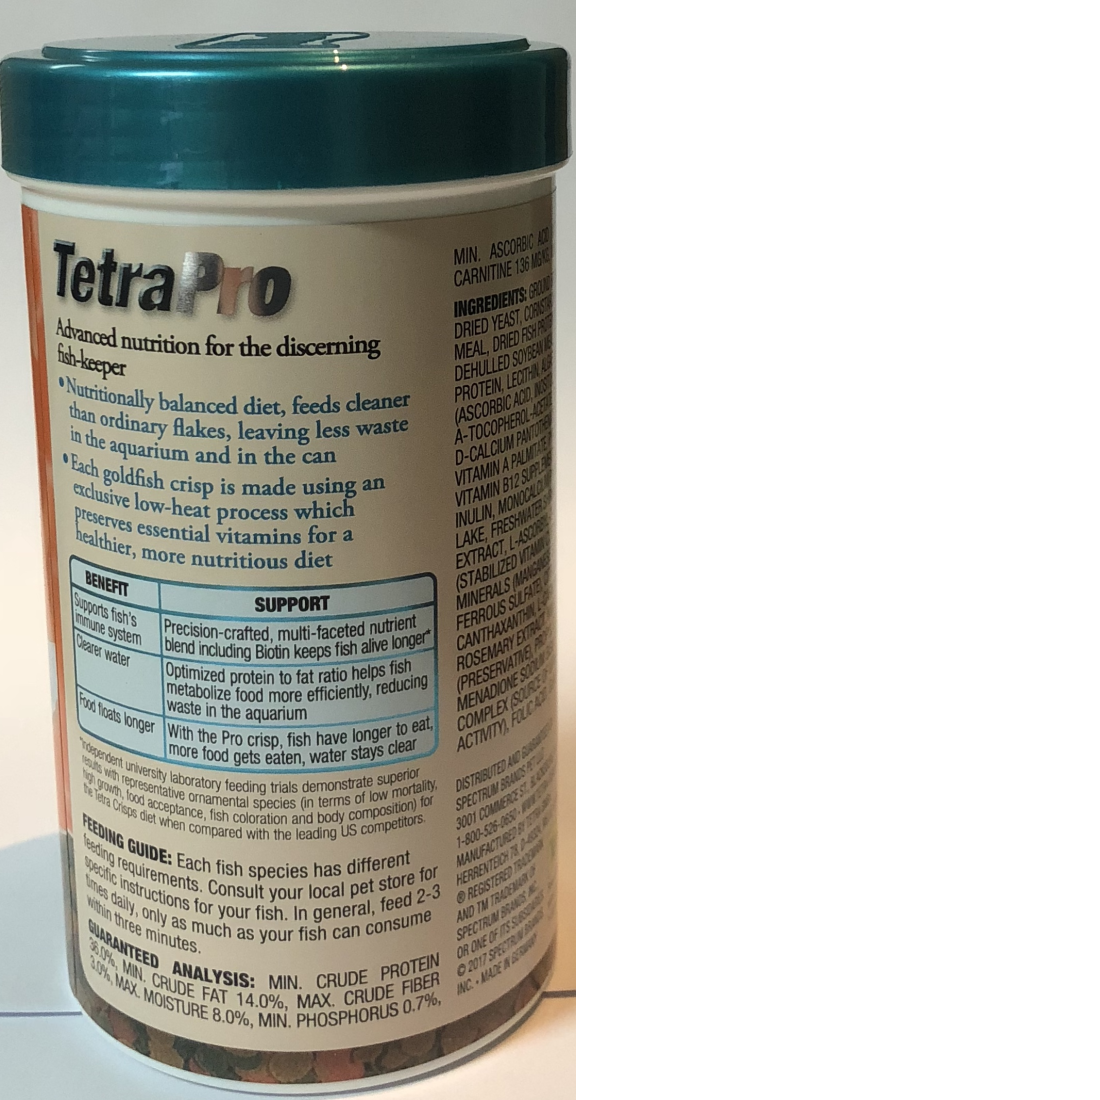 TetraPro
Advanced nutrition for the discerning
fish-keeper
•Nutritionally balanced diet, feeds cleaner
than ordinary flakes, leaving less waste
in the aquarium and in the can
•Each goldfish crisp is made using an
exclusive low-heat process which
preserves essential vitamins for a
healthier, more nutritious diet
BENEFIT SUPPORT
Supports fish's
immune system
Precision-crafted, multi-faceted nutrient
blend including Biotin keeps fish alive longer*
Clearer water
Optimized protein to fat ratio helps fish
metabolize food more efficiently, reducing
waste in the aquarium
Food floats longer
With the Pro crisp, fish have longer to eat,
more food gets eaten, water stays clear
*Independent university laboratory feeding trials demonstrate superior
results with representative ornamental species (in terms of low mortality,
high growth, food acceptance, fish coloration and body composition) for
the Tetra Crisps diet when compared with the leading US competitors.
FEEDING GUIDE: Each fish species has different
feeding requirements. Consult your local pet store for
specific instructions for your fish. In general, feed 2-3
times daily, only as much as your fish can consume
within three minutes.
GUARANTEED ANALYSIS: MIN. CRUDE PROTEIN
36.0%, MIN. CRUDE FAT 14.0%, MAX. CRUDE FIBER
3.0%, MAX. MOISTURE 8.0%, MIN. PHOSPHORUS 0.7%,
MIN. ASCORBIC
CARNITINE 136
INGREDIENTS: GROUND
DRIED YEAST,
MEAL, DRIED FISH
DEHULLED SOYBEAN
PROTEIN, LECITHIN,
(ASCORBIC ACID,
A-TOCOPHEROL-
D-CALCIUM
VITAMIN A PALMITATE,
VITAMIN B12
INULIN,
LAKE, FRESHWATER
EXTRACT,
(STABILIZED VITAMIN
MINERALS
FERROUS SULFATE),
CANTHAXANTHIN,
ROSEMARY EXTRACT
(PRESERVATIVE),
MENADIONE
COMPLEX (SOURCE OF
ACTIVITY), FOLIC
DISTRIBUTED AND
SPECTRUM BRANDS
3001 COMMERCE ST.,
1-800-526-0650 •
MANUFACTURED BY TETRA
HERRENTEICH 78,
® REGISTERED TRADEMARK
AND TM TRADEMARK OF
SPECTRUM BRANDS, INC.,
OR ONE OF ITS
© 2017 SPECTRUM BRANDS,
INC. • MADE IN GERMANY